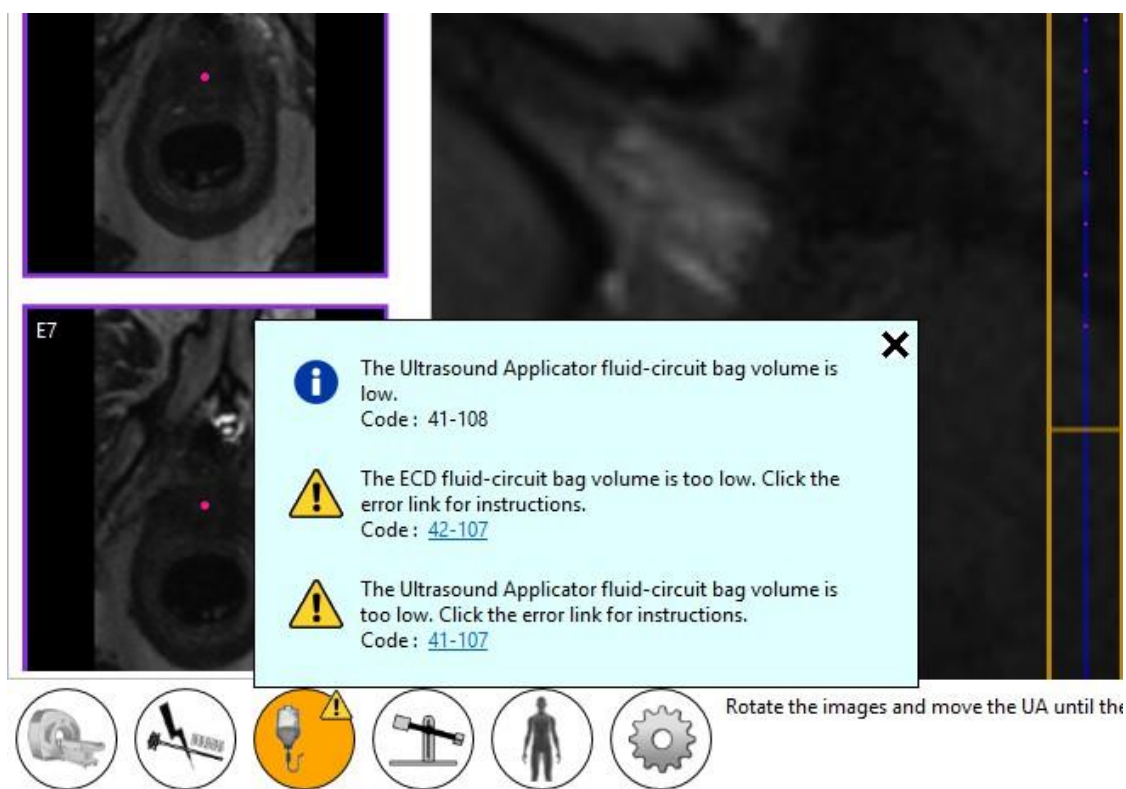 E7
The Ultrasound Applicator fluid-circuit bag volume is
low.
Code : 41-108
The ECD fluid-circuit bag volume is too low. Click the
error link for instructions.
Code : 42-107
The Ultrasound Applicator fluid-circuit bag volume is
too low. Click the error link for instructions.
Code : 41-107
Rotate the images and move the UA until the